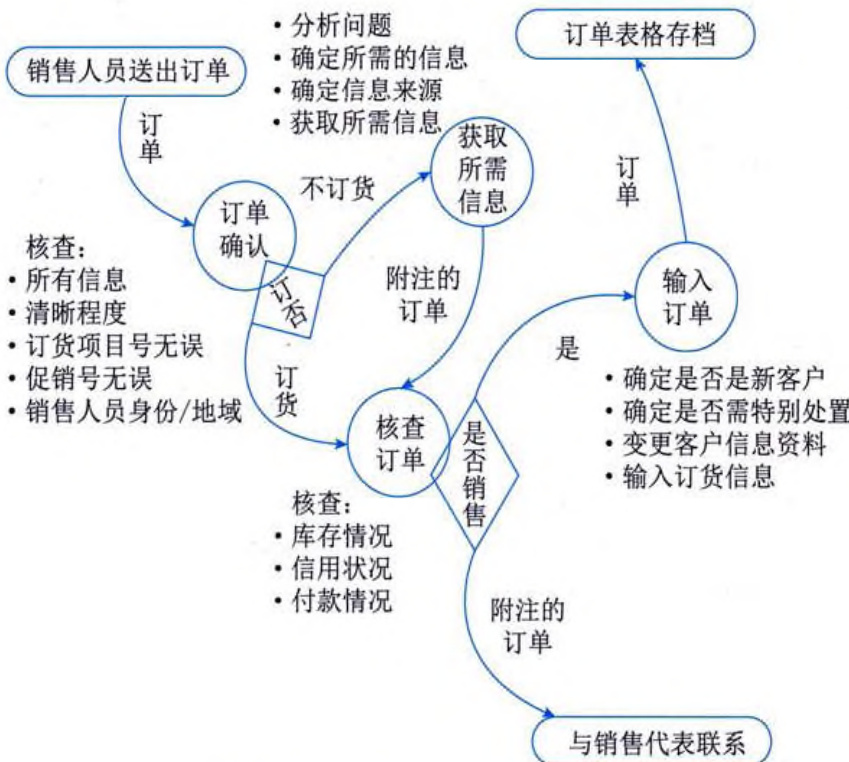 • 分析问题
• 确定所需的信息
• 确定信息来源
• 获取所需信息
订单表格存档
销售人员送出订单
订单
获取
所需
信息
不订货
订单
订单
确认
核查：
• 所有信息
• 清晰程度
• 订货项目号无误
• 促销号无误
• 销售人员身份/地域
订否
附注的
订单
输入
订单
订货
是
• 确定是否是新客户
• 确定是否需特别处置
• 变更客户信息资料
• 输入订货信息
核查
订单
是否销售
核查：
• 库存情况
• 信用状况
• 付款情况
附注的
订单
与销售代表联系